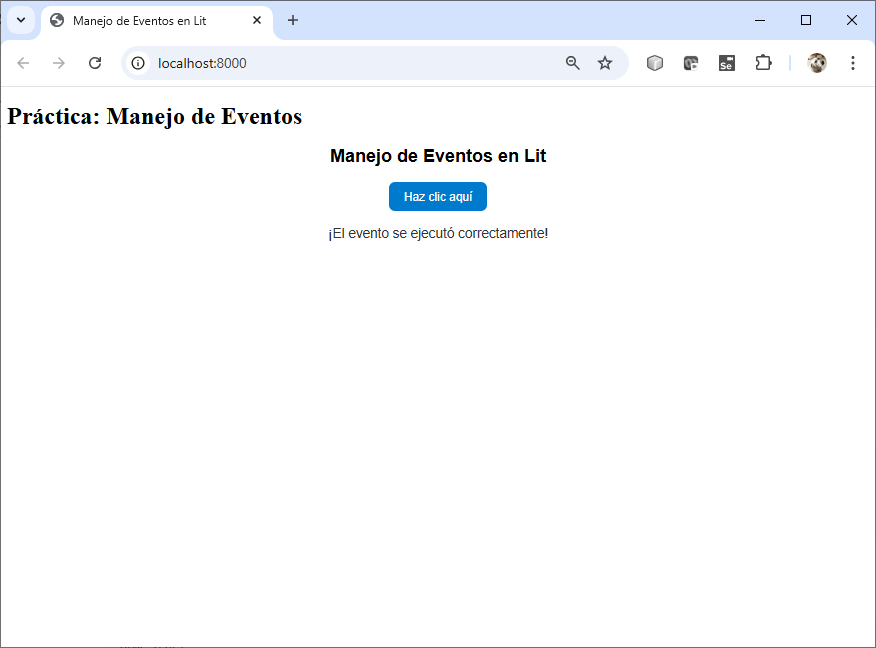 Manejo de Eventos en Lit
localhost:8000
Se
Práctica: Manejo de Eventos
Manejo de Eventos en Lit
Haz clic aquí
¡El evento se ejecutó correctamente!